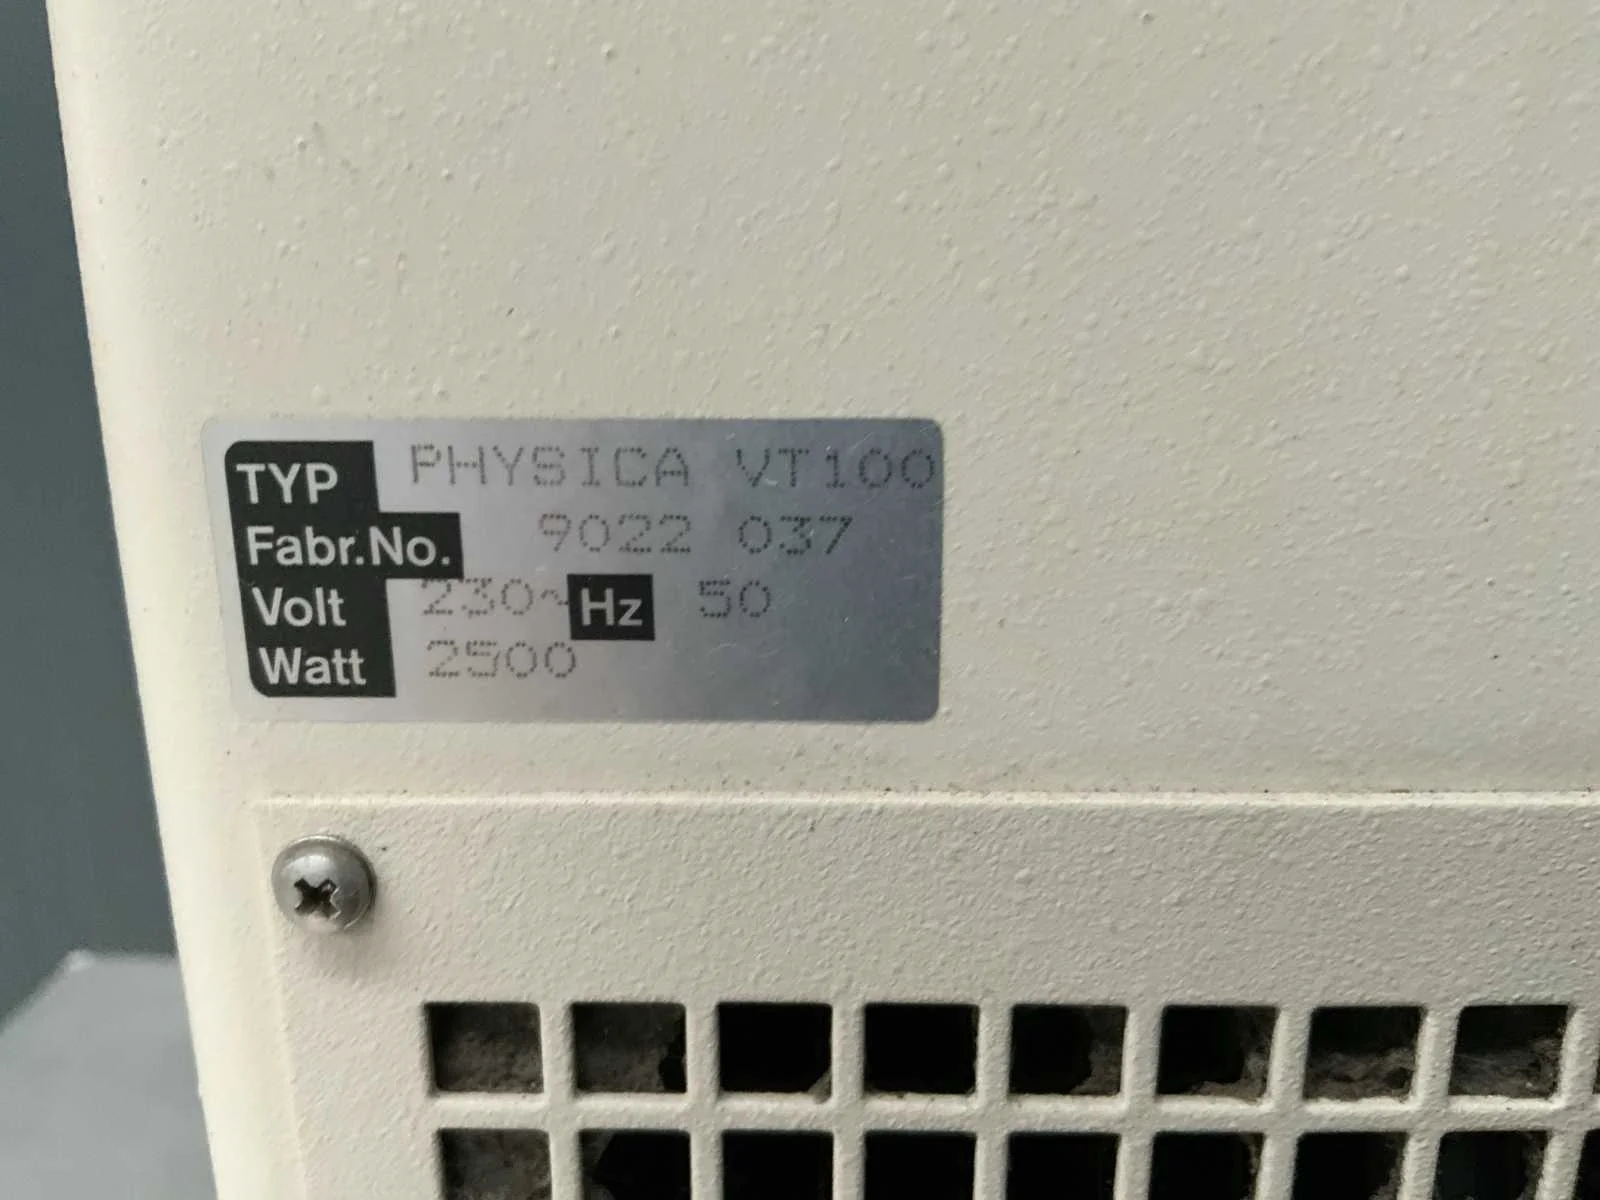 TYP PHYSICA VT100
Fabr.No. 9022 037
Volt 230~ Hz 50
Watt 2500